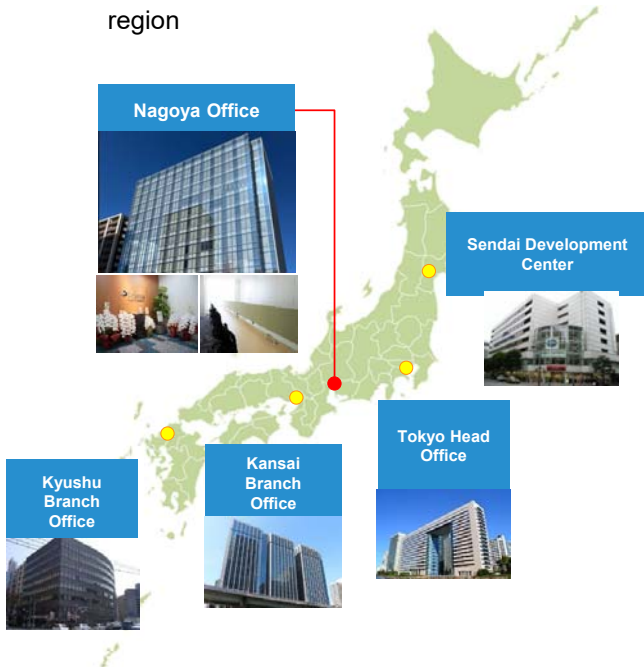 region
Nagoya Office
Sendai Development
Center
Tokyo Head
Office
Kansai
Branch
Office
Kyushu
Branch
Office